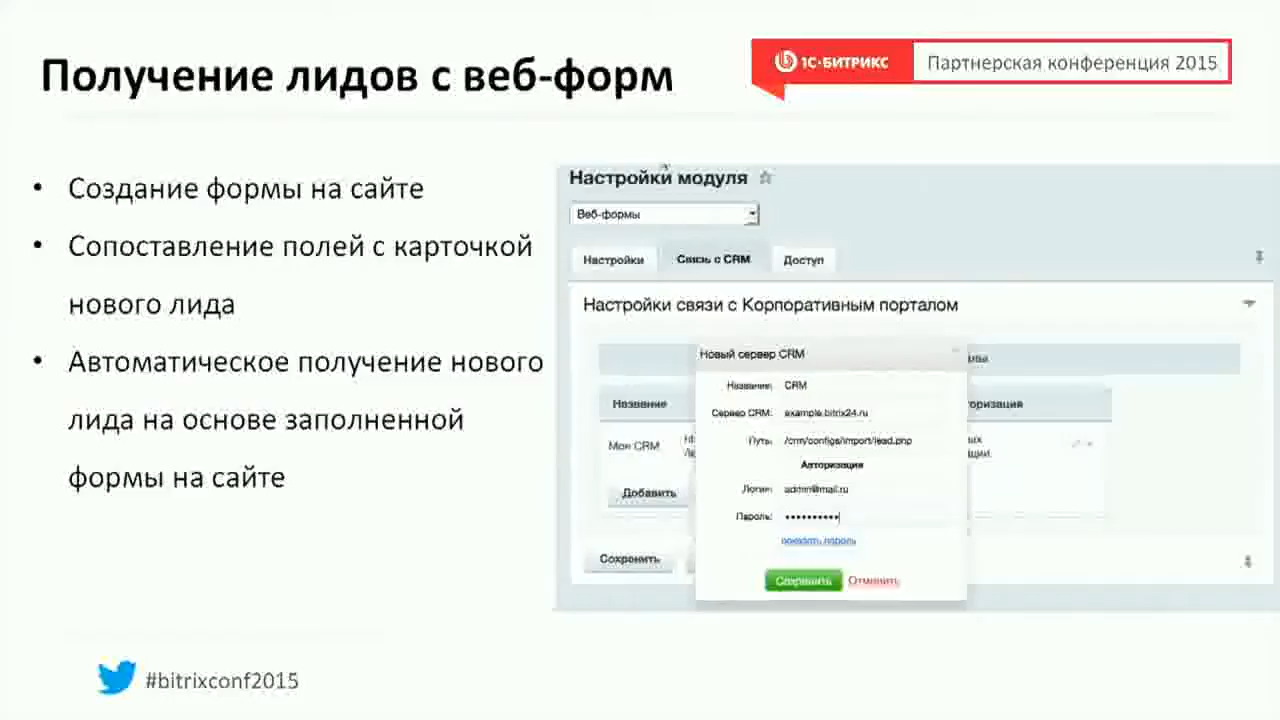 Получение лидов с веб-форм
1С-БИТРИКС
Партнерская конференция 2015
• Создание формы на сайте
• Сопоставление полей с карточкой
нового лида
• Автоматическое получение нового
лида на основе заполненной
формы на сайте
Настройки модуля
Веб-формы
Настройки Связь с CRM Доступ
Настройки связи с Корпоративным порталом
Новый сервер CRM
Название: CRM
Сервер CRM: example.bitrix24.ru
Путь: /crm/configs/import/lead.php
Авторизация
Логин: admin@mail.ru
Пароль: ••••••••••
показать пароль
Сохранить Отменить
Название
Моя CRM
Добавить
Сохранить
#bitrixconf2015